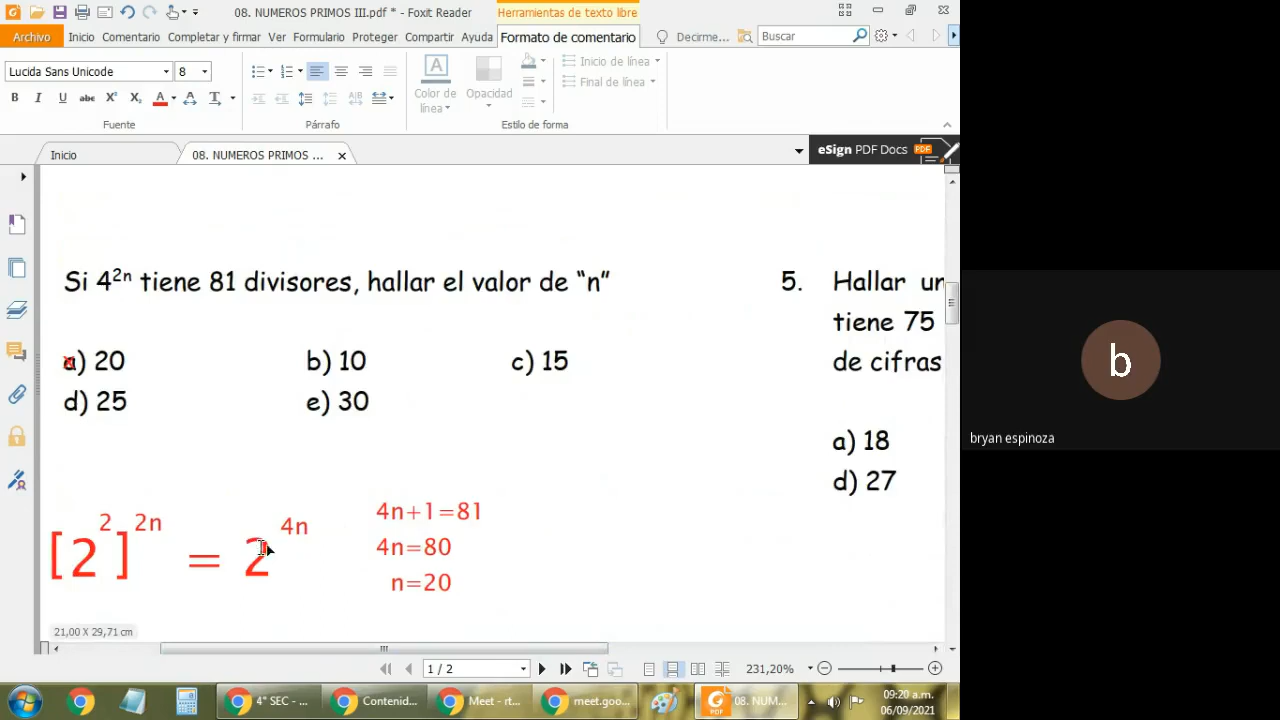 08. NUMEROS PRIMOS III.pdf * - Foxit Reader
Herramientas de texto libre
Archivo Inicio Comentario Completar y firmar Ver Formulario Proteger Compartir Ayuda Formato de comentario Decirme... Buscar
Lucida Sans Unicode 8
N K U abc X² X₂ A A T
Fuente
Párrafo
Color de línea
Opacidad
Inicio de línea
Final de línea
Estilo de forma
Inicio
08. NUMEROS PRIMOS ...
eSign PDF Docs
PDF
Si 4²ⁿ tiene 81 divisores, hallar el valor de “n”
a) 20 b) 10 c) 15
d) 25 e) 30
[2²]²ⁿ = 2⁴ⁿ
4n+1=81
4n=80
n=20
5. Hallar un
tiene 75
de cifras
a) 18
d) 27
21,00 X 29,71 cm
1 / 2
231,20%
4° SEC - ...
Contenid...
Meet - rt...
meet.goo...
PDF
08. NUM...
09:20 a.m.
06/09/2021
b
bryan espinoza